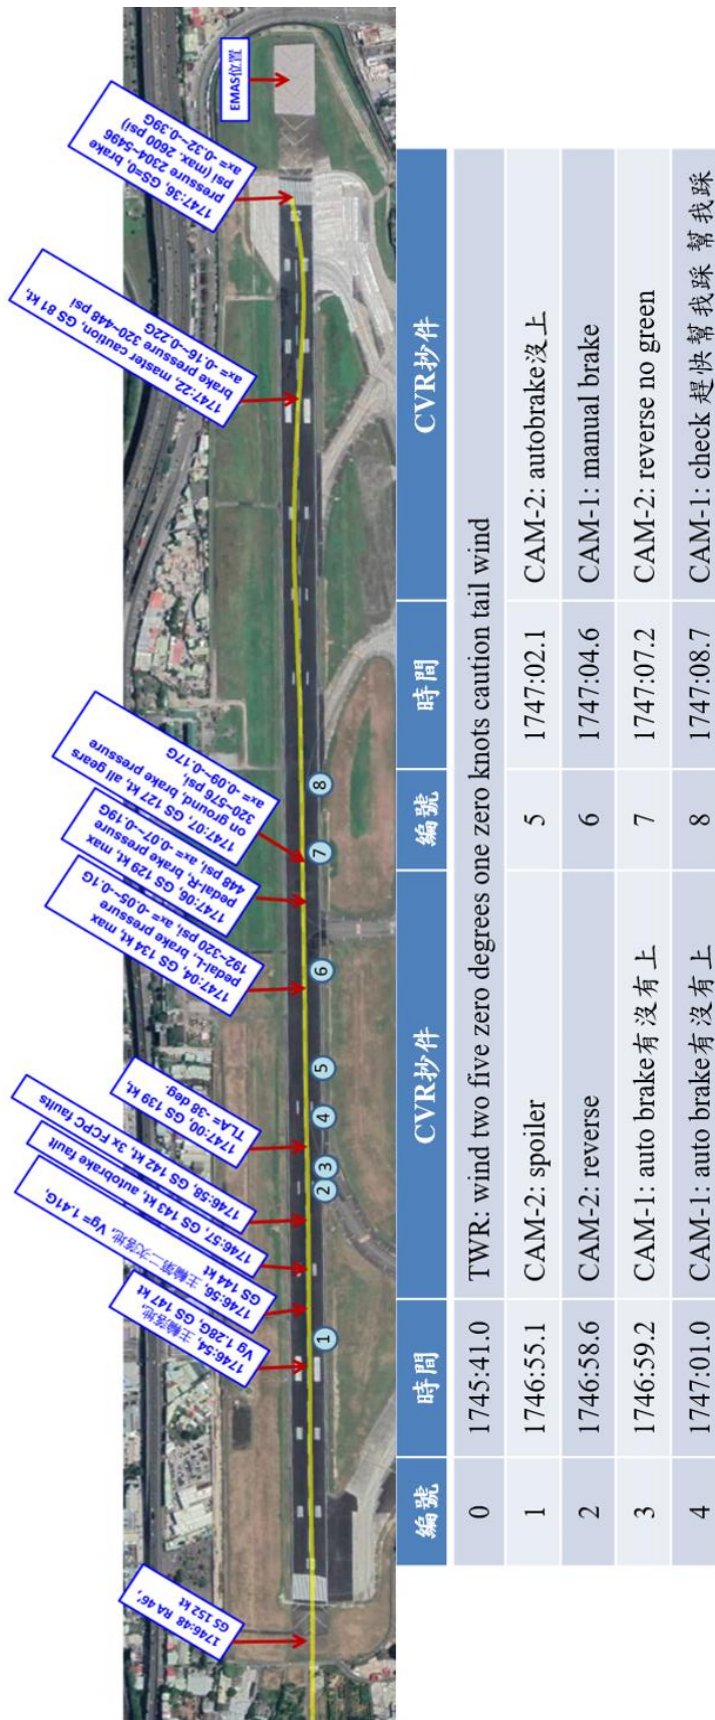 1746:48 RA 46',
GS 152 kt
1746:54, 主輪落地,
Vg 1.28G, GS 147 kt
1746:56, 主輪第二次落地, Vg= 1.41G,
GS 144 kt
1746:57, GS 143 kt, autobrake fault
1746:58, GS 142 kt, 3x FCPC faults
1747:00, GS 139 kt,
TLA= -38 deg.
1747:04, GS 134 kt, max
pedal-L, brake pressure
192~320 psi, ax= -0.05~-0.1G
1747:06, GS 129 kt, max
pedal-R, brake pressure
448 psi, ax= -0.07~-0.19G
1747:07, GS 127 kt, all gears
on ground, brake pressure
320~576 psi,
ax= -0.09~-0.17G
1747:22, master caution, GS 81 kt,
brake pressure 320~448 psi
ax= -0.16~-0.22G
1747:36, GS=0, brake
pressure 2304~5496
psi (max. 2600 psi)
ax= -0.32~-0.39G
EMAS位置
1
2
3
4
5
6
7
8
編號 時間 CVR抄件 編號 時間 CVR抄件
0 1745:41.0 TWR: wind two five zero degrees one zero knots caution tail wind
1 1746:55.1 CAM-2: spoiler 5 1747:02.1 CAM-2: autobrake沒上
2 1746:58.6 CAM-2: reverse 6 1747:04.6 CAM-1: manual brake
3 1746:59.2 CAM-1: auto brake有沒有上 7 1747:07.2 CAM-2: reverse no green
4 1747:01.0 CAM-1: auto brake有沒有上 8 1747:08.7 CAM-1: check 趕快幫我踩 幫我踩